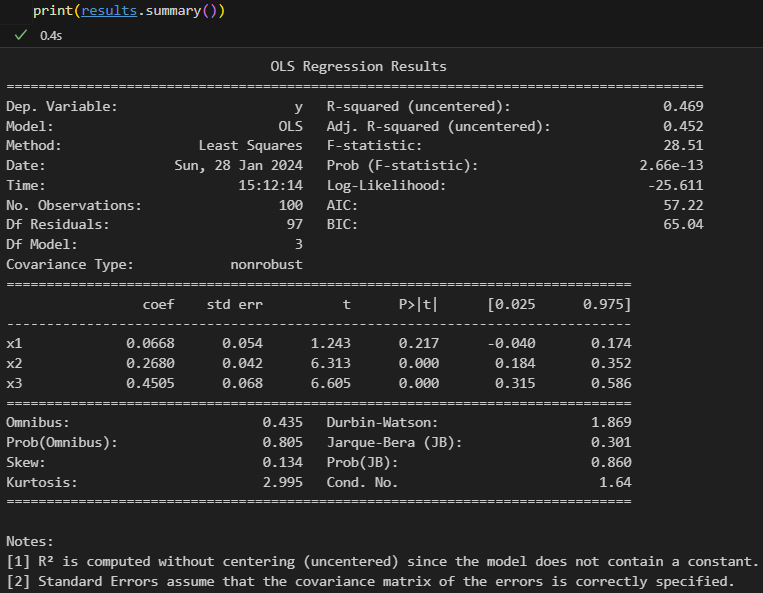 print(results.summary())
✓ 0.4s
OLS Regression Results
==============================================================================
Dep. Variable: y R-squared (uncentered): 0.469
Model: OLS Adj. R-squared (uncentered): 0.452
Method: Least Squares F-statistic: 28.51
Date: Sun, 28 Jan 2024 Prob (F-statistic): 2.66e-13
Time: 15:12:14 Log-Likelihood: -25.611
No. Observations: 100 AIC: 57.22
Df Residuals: 97 BIC: 65.04
Df Model: 3
Covariance Type: nonrobust
==============================================================================
coef std err t P>|t| [0.025 0.975]
------------------------------------------------------------------------------
x1 0.0668 0.054 1.243 0.217 -0.040 0.174
x2 0.2680 0.042 6.313 0.000 0.184 0.352
x3 0.4505 0.068 6.605 0.000 0.315 0.586
==============================================================================
Omnibus: 0.435 Durbin-Watson: 1.869
Prob(Omnibus): 0.805 Jarque-Bera (JB): 0.301
Skew: 0.134 Prob(JB): 0.860
Kurtosis: 2.995 Cond. No. 1.64
==============================================================================
Notes:
[1] R² is computed without centering (uncentered) since the model does not contain a constant.
[2] Standard Errors assume that the covariance matrix of the errors is correctly specified.